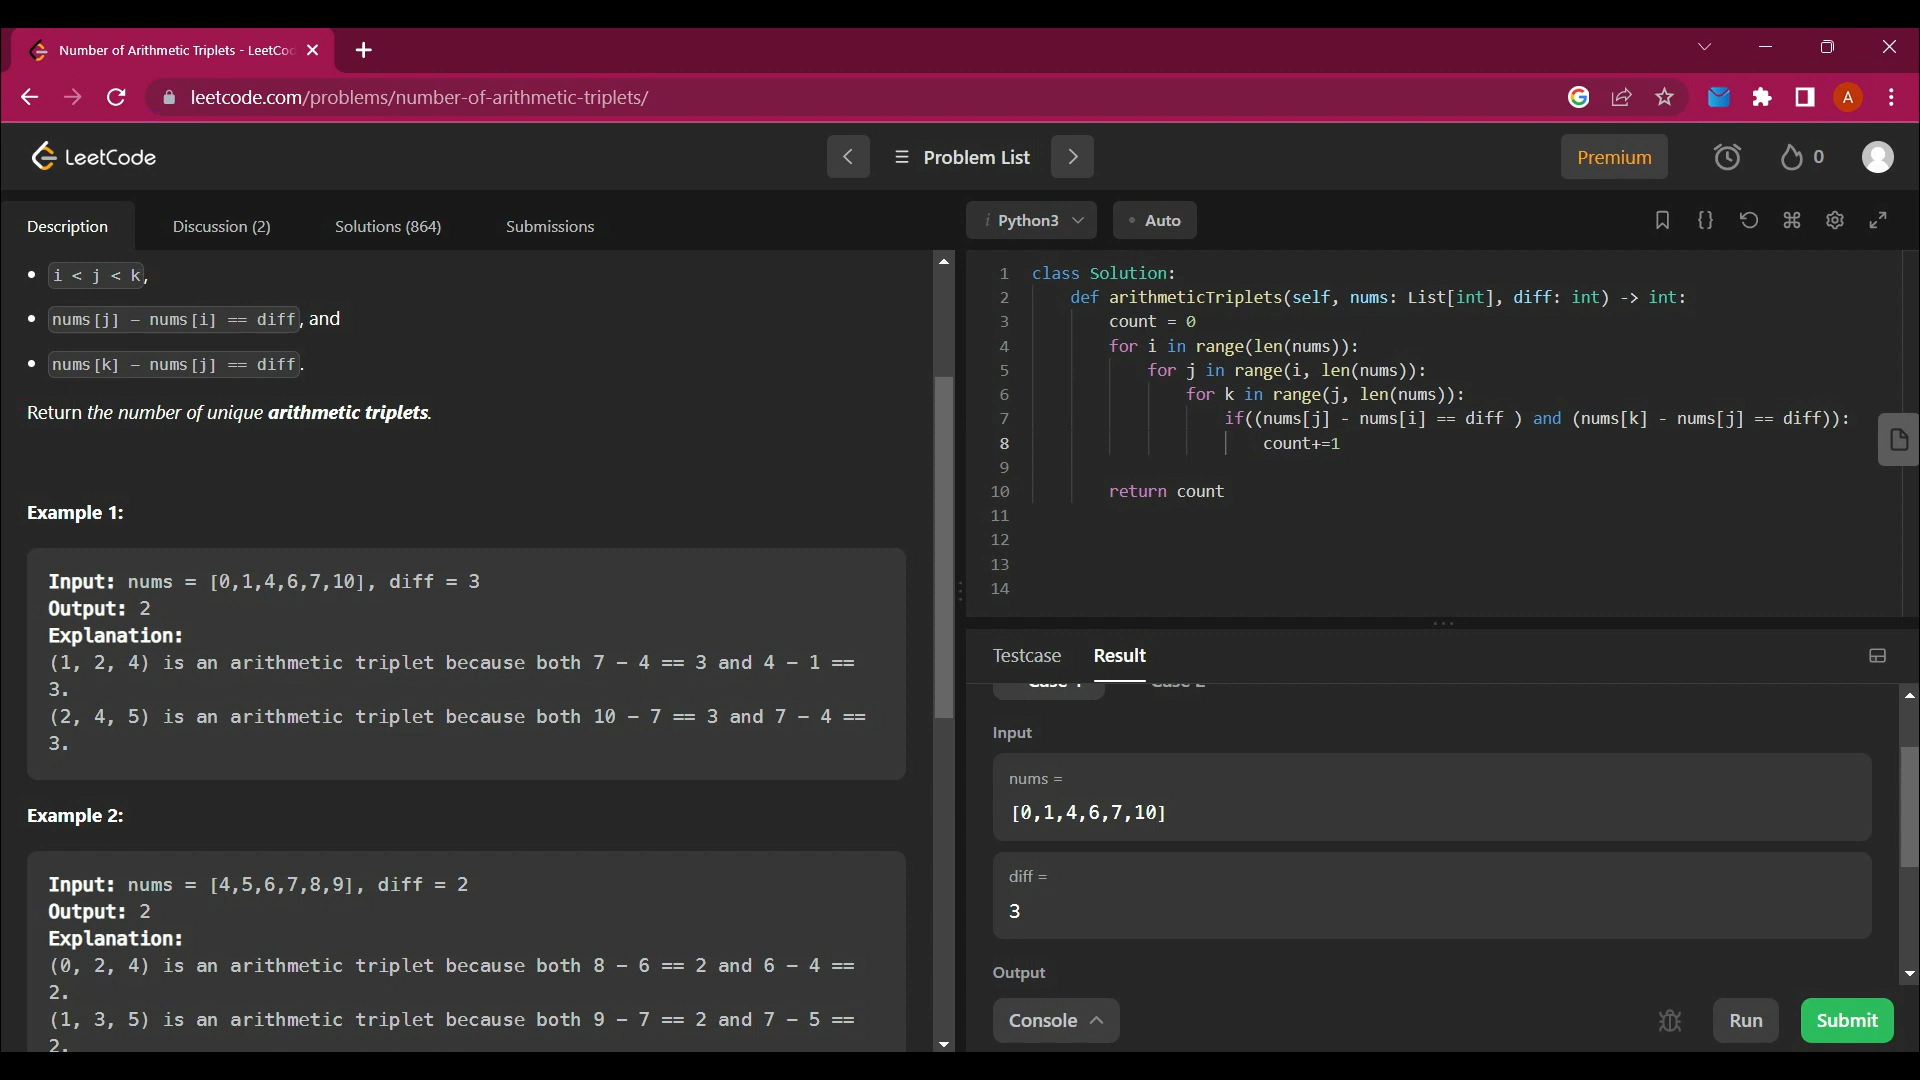 Number of Arithmetic Triplets - LeetCo
leetcode.com/problems/number-of-arithmetic-triplets/
A
LeetCode
Problem List
Premium
0
Description
Discussion (2)
Solutions (864)
Submissions
• i < j < k,
• nums[j] - nums[i] == diff, and
• nums[k] - nums[j] == diff.
Return the number of unique arithmetic triplets.
Example 1:
Input: nums = [0,1,4,6,7,10], diff = 3
Output: 2
Explanation:
(1, 2, 4) is an arithmetic triplet because both 7 - 4 == 3 and 4 - 1 ==
3.
(2, 4, 5) is an arithmetic triplet because both 10 - 7 == 3 and 7 - 4 ==
3.
Example 2:
Input: nums = [4,5,6,7,8,9], diff = 2
Output: 2
Explanation:
(0, 2, 4) is an arithmetic triplet because both 8 - 6 == 2 and 6 - 4 ==
2.
(1, 3, 5) is an arithmetic triplet because both 9 - 7 == 2 and 7 - 5 ==
2.
i Python3
• Auto
1 class Solution:
2 def arithmeticTriplets(self, nums: List[int], diff: int) -> int:
3 count = 0
4 for i in range(len(nums)):
5 for j in range(i, len(nums)):
6 for k in range(j, len(nums)):
7 if((nums[j] - nums[i] == diff ) and (nums[k] - nums[j] == diff)):
8 count+=1
9
10 return count
11
12
13
14
Testcase
Result
Input
nums =
[0,1,4,6,7,10]
diff =
3
Output
Console
Run
Submit